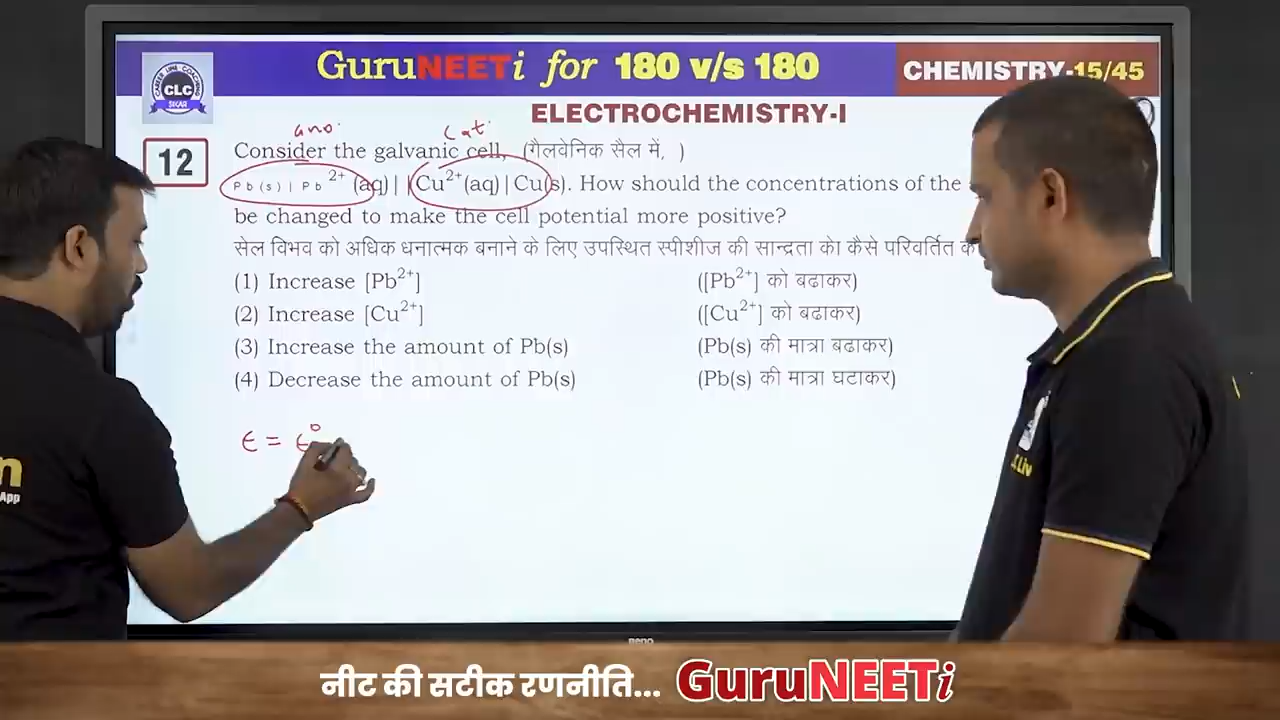 GuruNEETi for 180 v/s 180
CHEMISTRY-15/45
CLC
SIKAR
ELECTROCHEMISTRY-I
ano.
Cat.
12
Consider the galvanic cell, (गैलवेनिक सैल में, )
Pb(s)|Pb²⁺(aq)||Cu²⁺(aq)|Cu(s). How should the concentrations of the
be changed to make the cell potential more positive?
सेल विभव को अधिक धनात्मक बनाने के लिए उपस्थित स्पीशीज की सान्द्रता को कैसे परिवर्तित
(1) Increase [Pb²⁺] ([Pb²⁺] को बढाकर)
(2) Increase [Cu²⁺] ([Cu²⁺] को बढाकर)
(3) Increase the amount of Pb(s) (Pb(s) की मात्रा बढाकर)
(4) Decrease the amount of Pb(s) (Pb(s) की मात्रा घटाकर)
E = E°
App
नीट की सटीक रणनीति... GuruNEETi